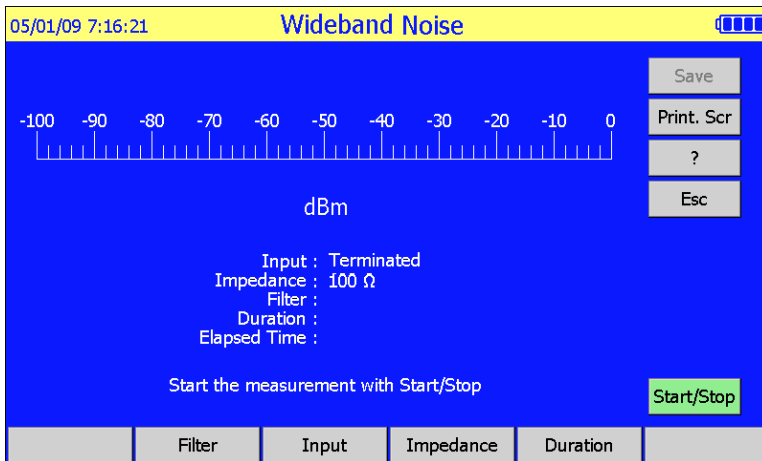 05/01/09 7:16:21 Wideband Noise
Save
Print. Scr
?
Esc
-100 -90 -80 -70 -60 -50 -40 -30 -20 -10 0
dBm
Input : Terminated
Impedance : 100 Ω
Filter :
Duration :
Elapsed Time :
Start the measurement with Start/Stop
Start/Stop
Filter Input Impedance Duration